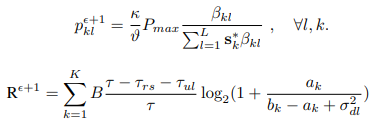 $p_{kl}^{\epsilon+1} = \frac{\kappa}{\vartheta} P_{max} \frac{\beta_{kl}}{\sum_{l=1}^{L} \mathbf{s}_k^* \beta_{kl}} \ , \quad \forall l, k.$
$\mathrm{R}^{\epsilon+1} = \sum_{k=1}^{K} B \frac{\tau - \tau_{rs} - \tau_{ul}}{\tau} \log_2(1 + \frac{a_k}{b_k - a_k + \sigma_{dl}^2})$